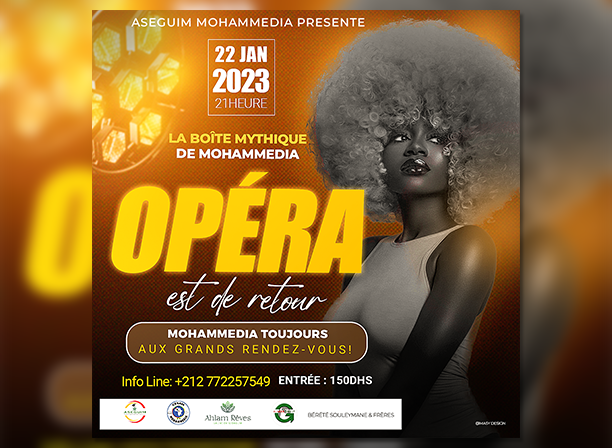 ASEGUIM MOHAMMEDIA PRESENTE
22 JAN
2023
21HEURE
LA BOÎTE MYTHIQUE
DE MOHAMMEDIA
OPÉRA
est de retour
MOHAMMEDIA TOUJOURS
AUX GRANDS RENDEZ-VOUS!
Info Line: +212 772257549 ENTRÉE : 150DHS
Ahlam Rêves
BÉRÉTÉ SOULEYMANE & FRÈRES